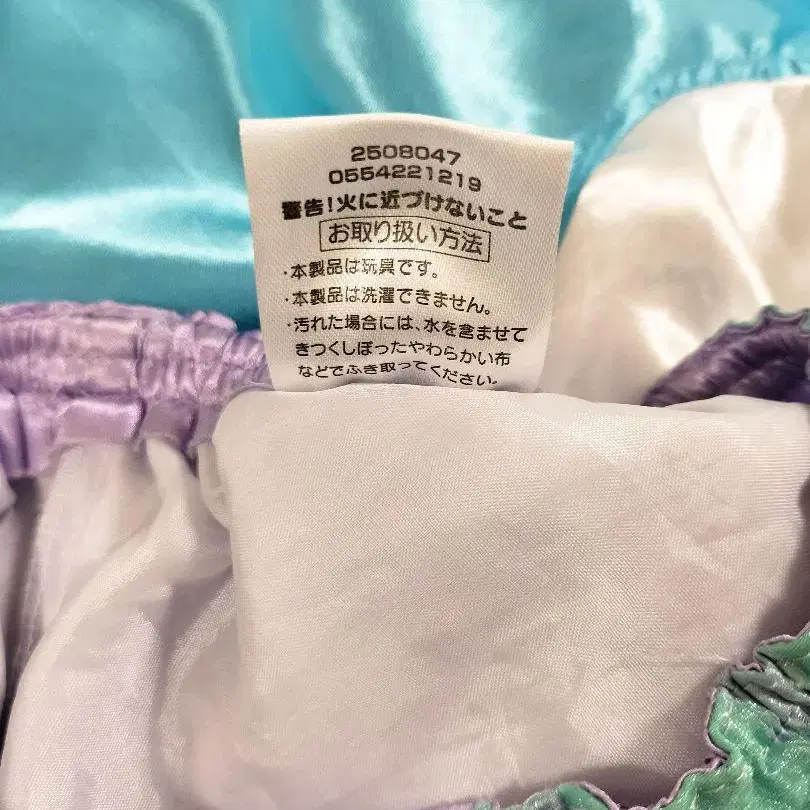 2508047
0554221219
警告!火に近づけないこと
お取り扱い方法
・本製品は玩具です。
・本製品は洗濯できません。
・汚れた場合には、水を含ませて
きつくしぼったやわらかい布
などでふき取ってください。